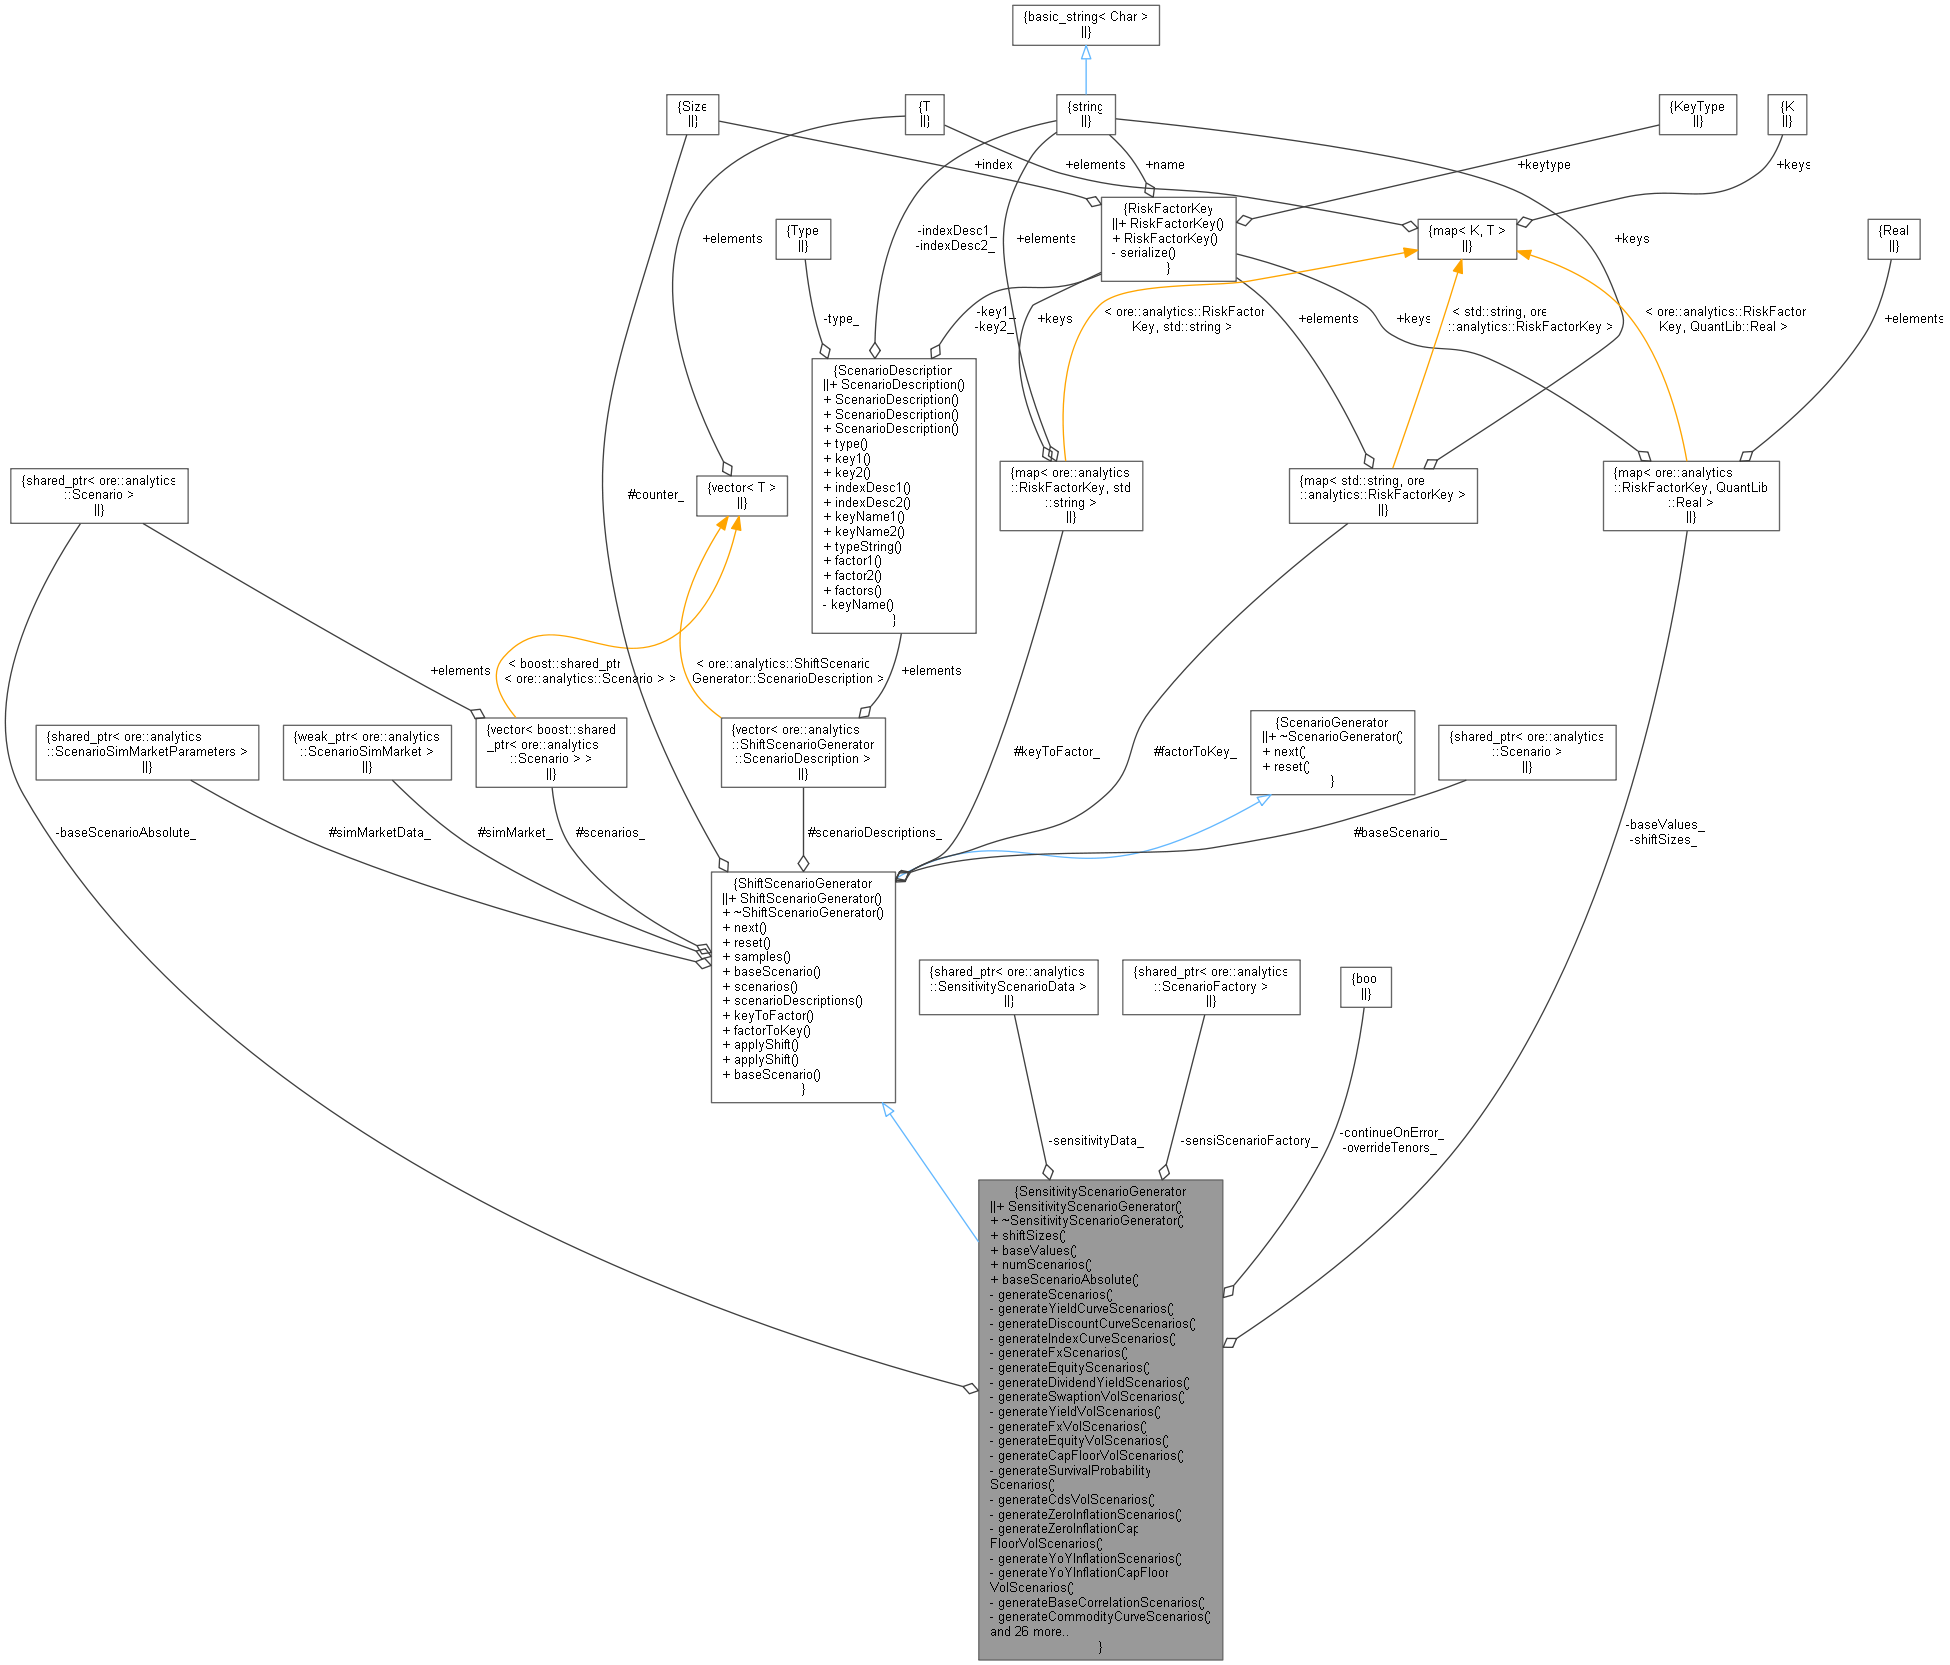 {basic_string< Char >
||}
{Size
||}
{T
||}
{string
||}
{KeyType
||}
{K
||}
+index
+elements
+name
+keytype
+keys
{RiskFactorKey
||+ RiskFactorKey()
+ RiskFactorKey()
- serialize()
}
{Type
||}
+elements
-indexDesc1_
-indexDesc2_
+elements
{map< K, T >
||}
+keys
{Real
||}
-type_
-key1_
-key2_
+keys
< ore::analytics::RiskFactor
Key, std::string >
+elements
+keys
< std::string, ore
::analytics::RiskFactorKey >
< ore::analytics::RiskFactor
Key, QuantLib::Real >
+elements
{ScenarioDescription
||+ ScenarioDescription()
+ ScenarioDescription()
+ ScenarioDescription()
+ ScenarioDescription()
+ type()
+ key1()
+ key2()
+ indexDesc1()
+ indexDesc2()
+ keyName1()
+ keyName2()
+ typeString()
+ factor1()
+ factor2()
+ factors()
- keyName()
}
{shared_ptr< ore::analytics
::Scenario >
||}
#counter_
{vector< T >
||}
{map< ore::analytics
::RiskFactorKey, std
::string >
||}
{map< std::string, ore
::analytics::RiskFactorKey >
||}
{map< ore::analytics
::RiskFactorKey, QuantLib
::Real >
||}
+elements
< boost::shared_ptr
< ore::analytics::Scenario > >
< ore::analytics::ShiftScenario
Generator::ScenarioDescription >
+elements
{shared_ptr< ore::analytics
::ScenarioSimMarketParameters >
||}
{weak_ptr< ore::analytics
::ScenarioSimMarket >
||}
{vector< boost::shared
_ptr< ore::analytics
::Scenario > >
||}
{vector< ore::analytics
::ShiftScenarioGenerator
::ScenarioDescription >
||}
#keyToFactor_
#factorToKey_
{ScenarioGenerator
||+ ~ScenarioGenerator(
+ next(
+ reset(
}
{shared_ptr< ore::analytics
::Scenario >
||}
-baseScenarioAbsolute_
#simMarketData_
#simMarket_
#scenarios_
#scenarioDescriptions_
#baseScenario_
-baseValues_
-shiftSizes_
{ShiftScenarioGenerator
||+ ShiftScenarioGenerator()
+ ~ShiftScenarioGenerator()
+ next()
+ reset()
+ samples()
+ baseScenario()
+ scenarios()
+ scenarioDescriptions()
+ keyToFactor()
+ factorToKey()
+ applyShift()
+ applyShift()
+ baseScenario()
}
{shared_ptr< ore::analytics
::SensitivityScenarioData >
||}
{shared_ptr< ore::analytics
::ScenarioFactory >
||}
{boo
||}
-sensitivityData_
-sensiScenarioFactory_
-continueOnError_
-overrideTenors_
{SensitivityScenarioGenerator
||+ SensitivityScenarioGenerator(
+ ~SensitivityScenarioGenerator(
+ shiftSizes(
+ baseValues(
+ numScenarios(
+ baseScenarioAbsolute(
- generateScenarios(
- generateYieldCurveScenarios(
- generateDiscountCurveScenarios(
- generateIndexCurveScenarios(
- generateFxScenarios(
- generateEquityScenarios(
- generateDividendYieldScenarios(
- generateSwaptionVolScenarios(
- generateYieldVolScenarios(
- generateFxVolScenarios(
- generateEquityVolScenarios(
- generateCapFloorVolScenarios(
- generateSurvivalProbability
Scenarios(
- generateCdsVolScenarios(
- generateZeroInflationScenarios(
- generateZeroInflationCap
FloorVolScenarios(
- generateYoYInflationScenarios(
- generateYoYInflationCapFloor
VolScenarios(
- generateBaseCorrelationScenarios(
- generateCommodityCurveScenarios(
and 26 more..
}